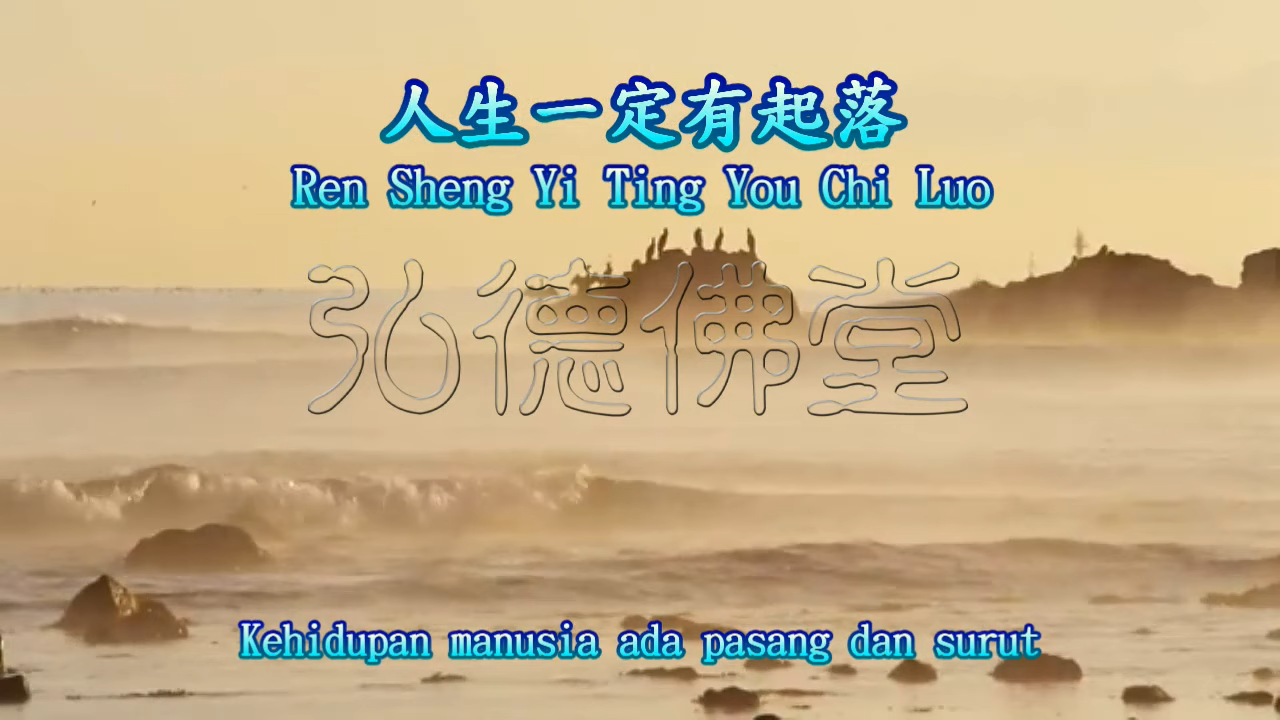 人生一定有起落
Ren Sheng Yi Ting You Chi Luo
弘德佛堂
Kehidupan manusia ada pasang dan surut